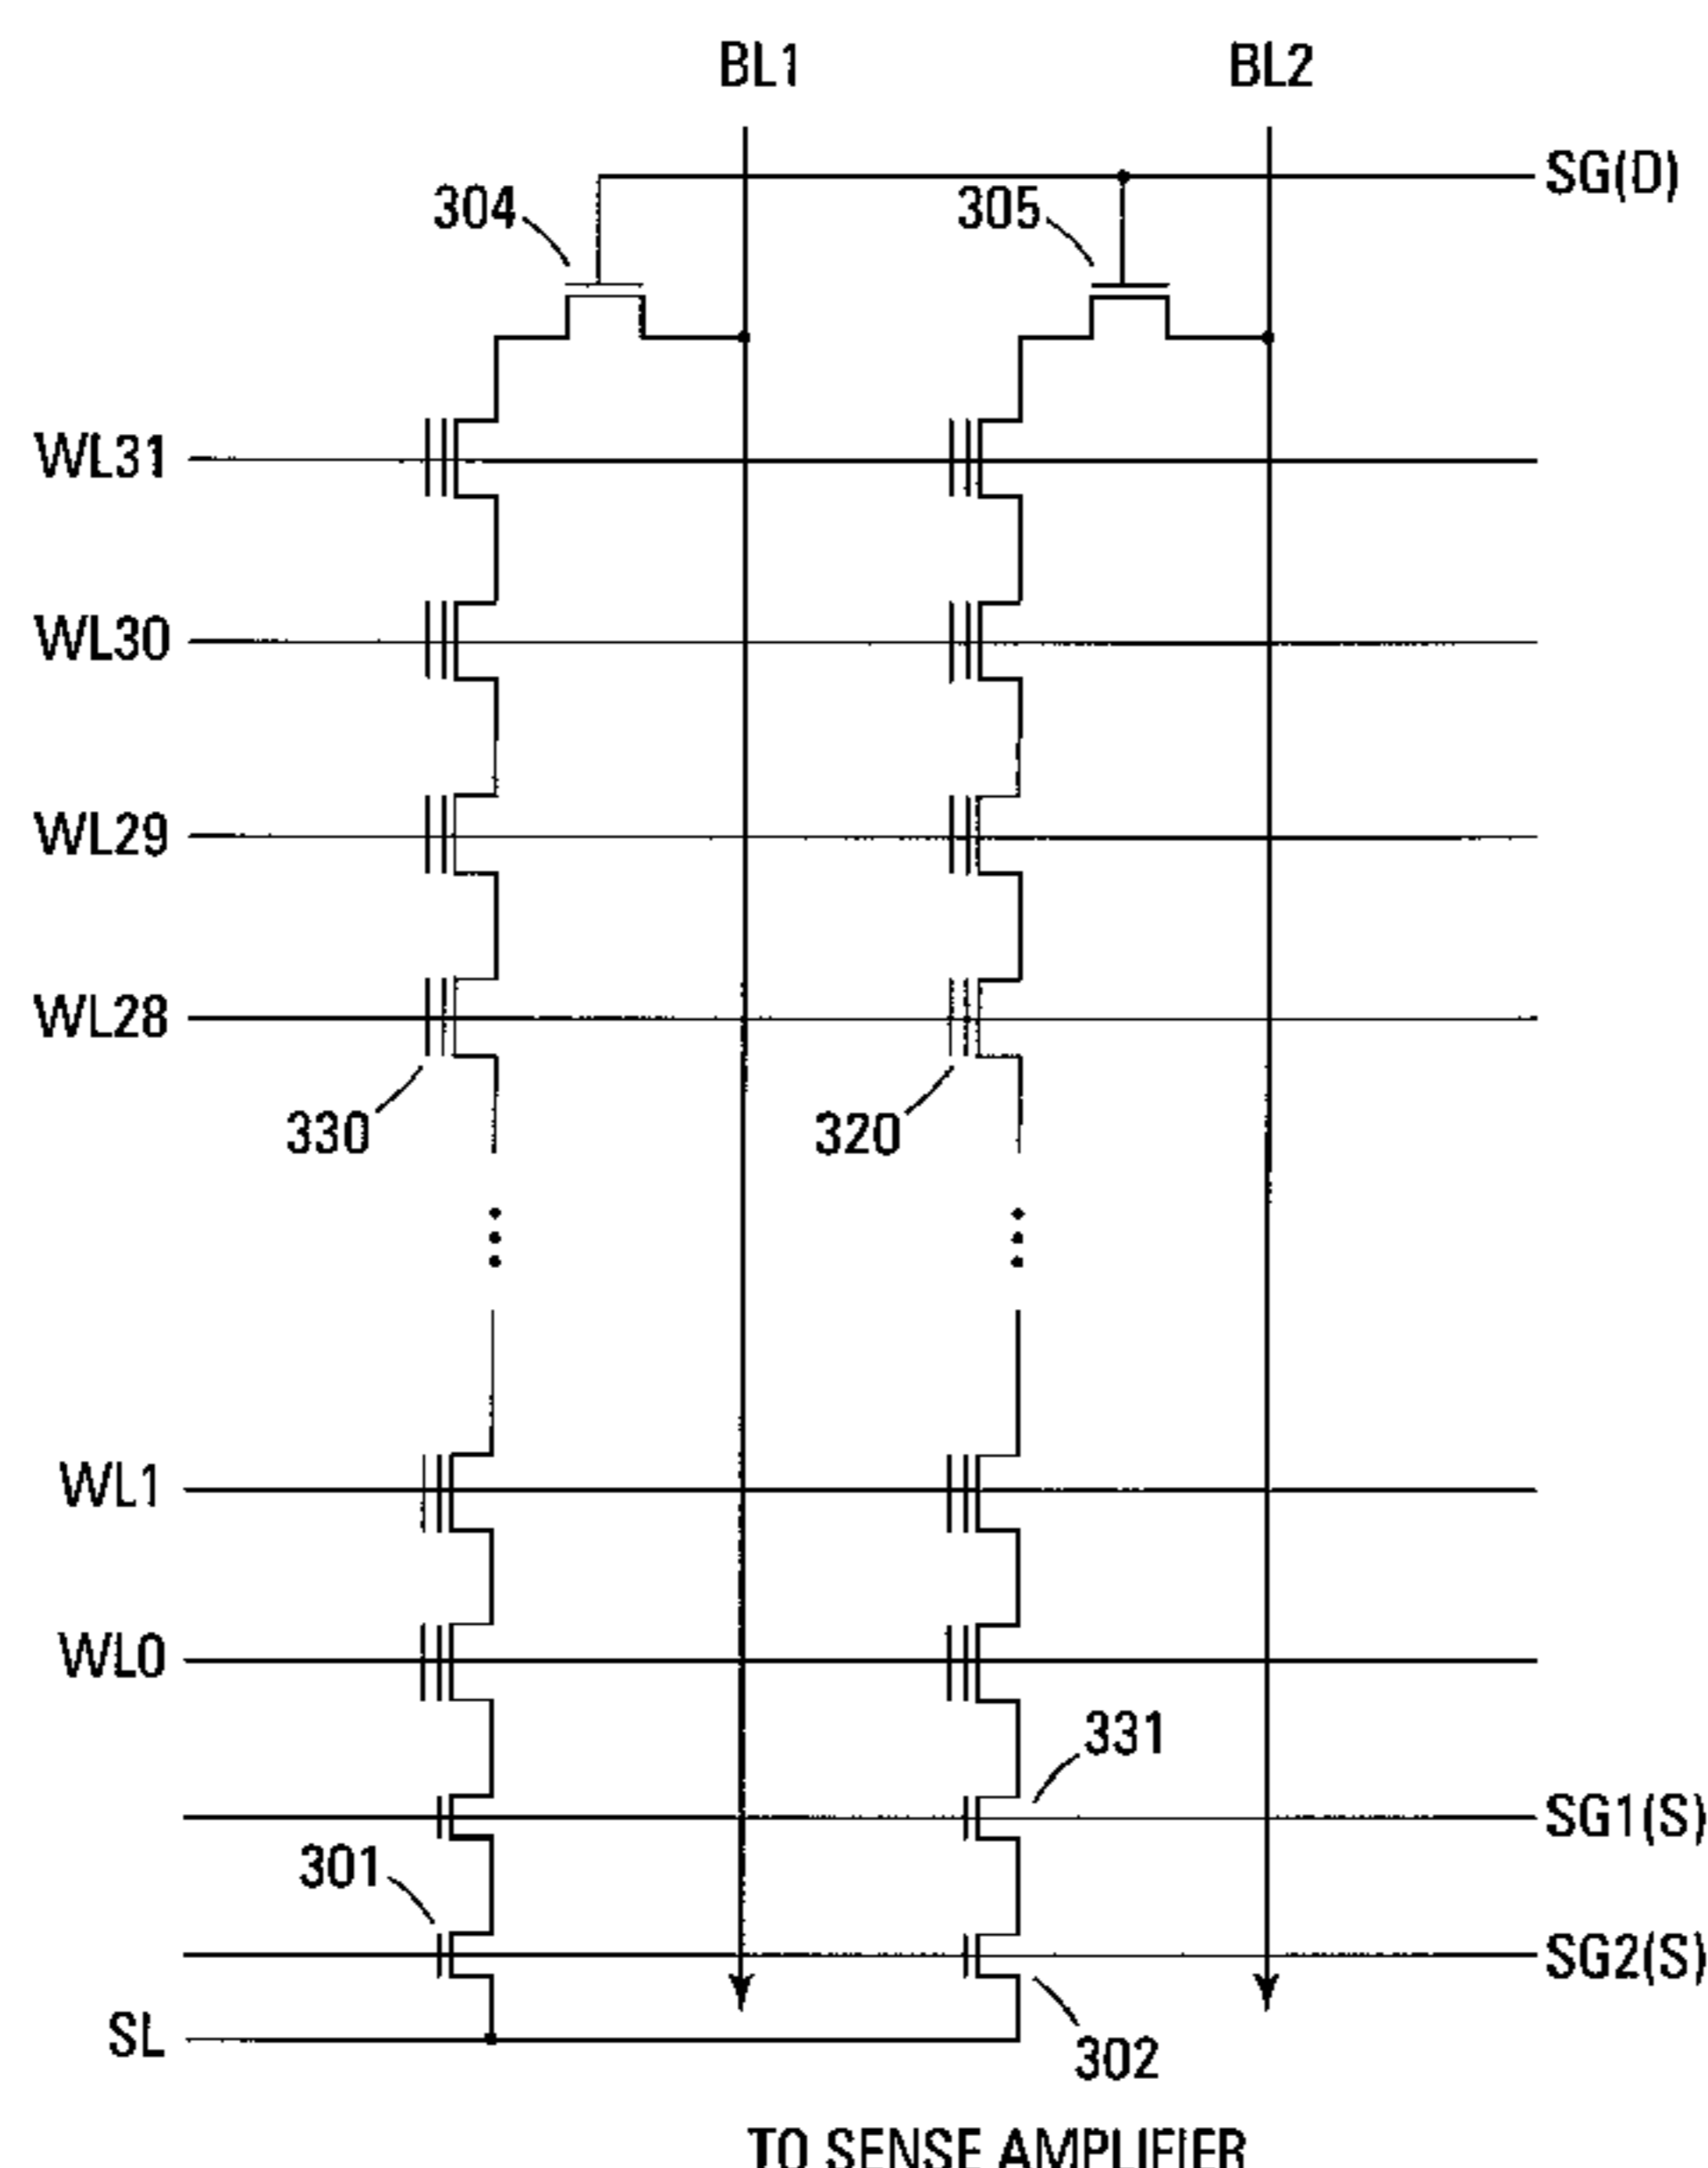 BL1 BL2
SG(D)
304 305
WL31
WL30
WL29
WL28
330 320
WL1
WL0
331
SG1(S)
301
SG2(S)
SL
302
TO SENSE AMPLIFIER